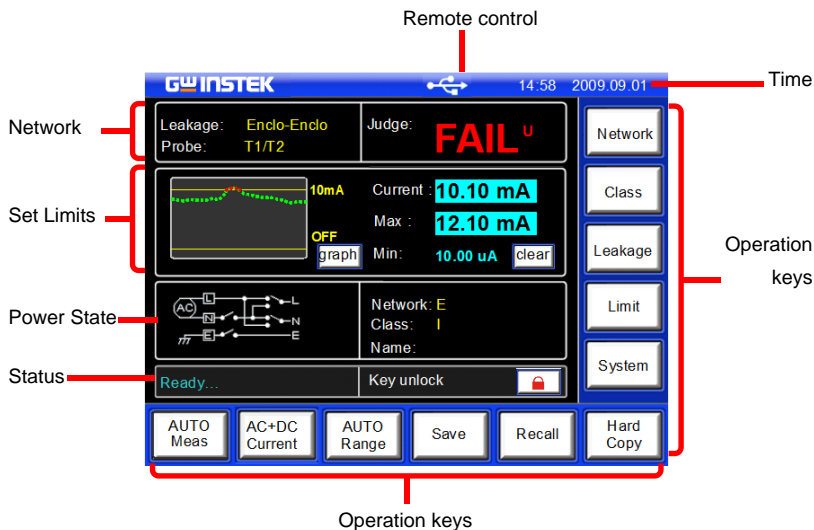 Remote control
GW INSTEK
14:58 2009.09.01
Time
Network
Leakage: Enclo-Enclo
Probe: T1/T2
Judge: FAIL U
Network
Set Limits
10mA
OFF
graph
Current : 10.10 mA
Max : 12.10 mA
Min: 10.00 uA
clear
Class
Leakage
Operation
keys
Power State
AC
L
N
E
L
N
E
Network: E
Class: I
Name:
Limit
Status
Ready...
Key unlock
System
AUTO
Meas
AC+DC
Current
AUTO
Range
Save
Recall
Hard
Copy
Operation keys